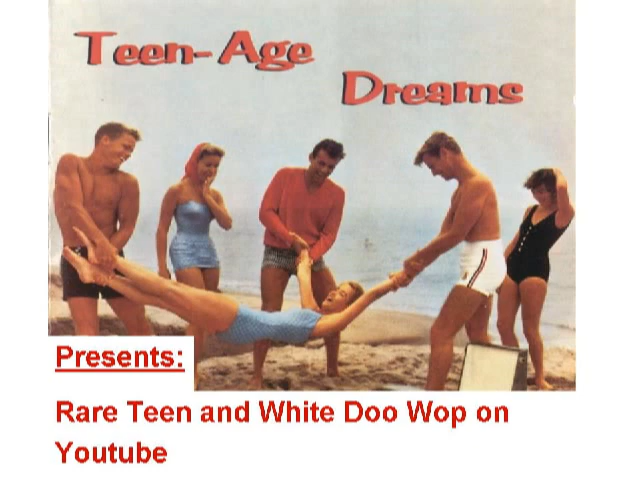 Teen-Age
Dreams
Presents:
Rare Teen and White Doo Wop on
Youtube